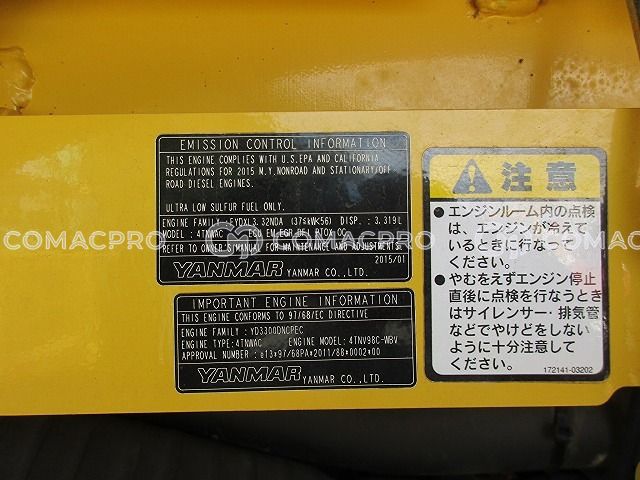 EMISSION CONTROL INFORMATION
THIS ENGINE COMPLIES WITH U.S.EPA AND CALIFORNIA
REGULATIONS FOR 2015 M.Y.NONROAD AND STATIONARY/OFF
ROAD DIESEL ENGINES.
ULTRA LOW SULFUR FUEL ONLY.
ENGINE FAMILY : FYDXL3.32NDA (37≤kW<56) DISP.: 3.319L
MODEL : 4TNWAC ECU EM,EGR,DFI,NTOX,OC
REFER TO OWNER'S/MANUAL FOR MAINTENANCE AND ADJUSTMENTS
2015/01
YANMAR YANMAR CO.,LTD.
IMPORTANT ENGINE INFORMATION
THIS ENGINE CONFORMS TO 97/68/EC DIRECTIVE
ENGINE FAMILY : YD3300DNCPEC
ENGINE TYPE:4TNWAC ENGINE MODEL:4TNV98C-WBV
APPROVAL NUMBER : e13*97/68PA*2011/88*0002*00
YANMAR YANMAR CO.,LTD.
注意
●エンジンルーム内の点検
は、エンジンが冷えて
いるときに行なって
ください。
●やむをえずエンジン停止
直後に点検を行なうとき
はサイレンサー・排気管
などでやけどをしない
ように十分注意して
ください。
172141-03202
COMACPRO
COMACPRO
COMACPRO